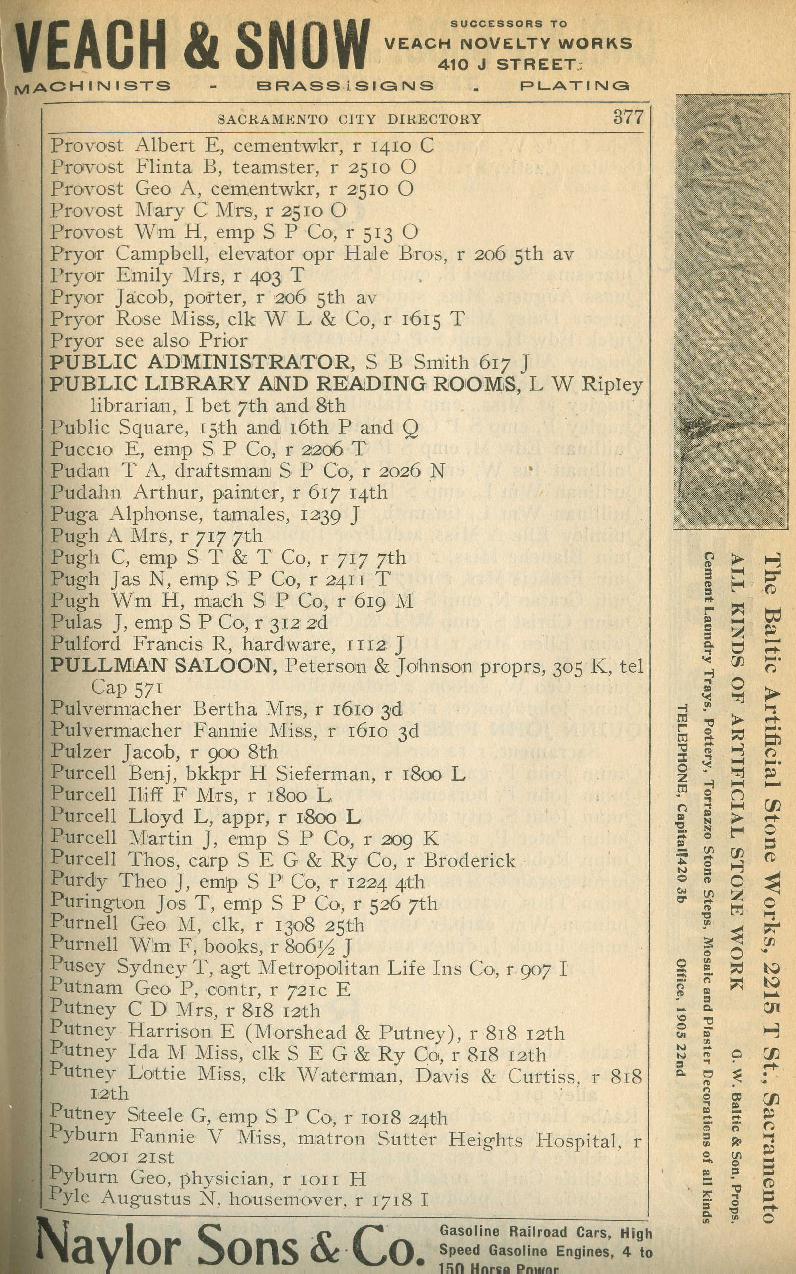 VEACH & SNOW
SUCCESSORS TO
VEACH NOVELTY WORKS
410 J STREET.
MACHINISTS - BRASS SIGNS - PLATING
SACRAMENTO CITY DIRECTORY 377
Provost Albert E, cementwkr, r 1410 C
Provost Flinta B, teamster, r 2510 O
Provost Geo A, cementwkr, r 2510 O
Provost Mary C Mrs, r 2510 O
Provost Wm H, emp S P Co, r 513 O
Pryor Campbell, elevator opr Hale Bros, r 206 5th av
Pryor Emily Mrs, r 403 T
Pryor Jacob, porter, r 206 5th av
Pryor Rose Miss, clk W L & Co, r 1615 T
Pryor see also Prior
PUBLIC ADMINISTRATOR, S B Smith 617 J
PUBLIC LIBRARY AND READING ROOMS, L W Ripley
librarian, I bet 7th and 8th
Public Square, 15th and 16th P and Q
Puccio E, emp S P Co, r 2206 T
Pudan T A, draftsman S P Co, r 2026 N
Pudahn Arthur, painter, r 617 14th
Puga Alphonse, tamales, 1239 J
Pugh A Mrs, r 717 7th
Pugh C, emp S T & T Co, r 717 7th
Pugh Jas N, emp S P Co, r 2411 T
Pugh Wm H, mach S P Co, r 619 M
Pulas J, emp S P Co, r 312 2d
Pulford Francis R, hardware, 1112 J
PULLMAN SALOON, Peterson & Johnson proprs, 305 K, tel
Cap 571
Pulvermacher Bertha Mrs, r 1610 3d
Pulvermacher Fannie Miss, r 1610 3d
Pulzer Jacob, r 900 8th
Purcell Benj, bkkpr H Sieferman, r 1800 L
Purcell Iliff F Mrs, r 1800 L
Purcell Lloyd L, appr, r 1800 L
Purcell Martin J, emp S P Co, r 209 K
Purcell Thos, carp S E G & Ry Co, r Broderick
Purdy Theo J, emp S P Co, r 1224 4th
Purington Jos T, emp S P Co, r 526 7th
Purnell Geo M, clk, r 1308 25th
Purnell Wm F, books, r 806½ J
Pusey Sydney T, agt Metropolitan Life Ins Co, r 907 I
Putnam Geo P, contr, r 721c E
Putney C D Mrs, r 818 12th
Putney Harrison E (Morshead & Putney), r 818 12th
Putney Ida M Miss, clk S E G & Ry Co, r 818 12th
Putney Lottie Miss, clk Waterman, Davis & Curtiss, r 818
12th
Putney Steele G, emp S P Co, r 1018 24th
Pyburn Fannie V Miss, matron Sutter Heights Hospital, r
2001 21st
Pyburn Geo, physician, r 1011 H
Pyle Augustus N, housemover, r 1718 I
The Baltic Artificial Stone Works, 2215 T St., Sacramento
ALL KINDS OF ARTIFICIAL STONE WORK G. W. Baltic & Son, Props.
Cement Laundry Trays, Pottery, Torrazzo Stone Steps, Mosaic and Plaster Decorations of all kinds
TELEPHONE, Capital 420 3b Office, 1905 22nd
Naylor Sons & Co.
Gasoline Railroad Cars, High
Speed Gasoline Engines, 4 to
150 Horse Power